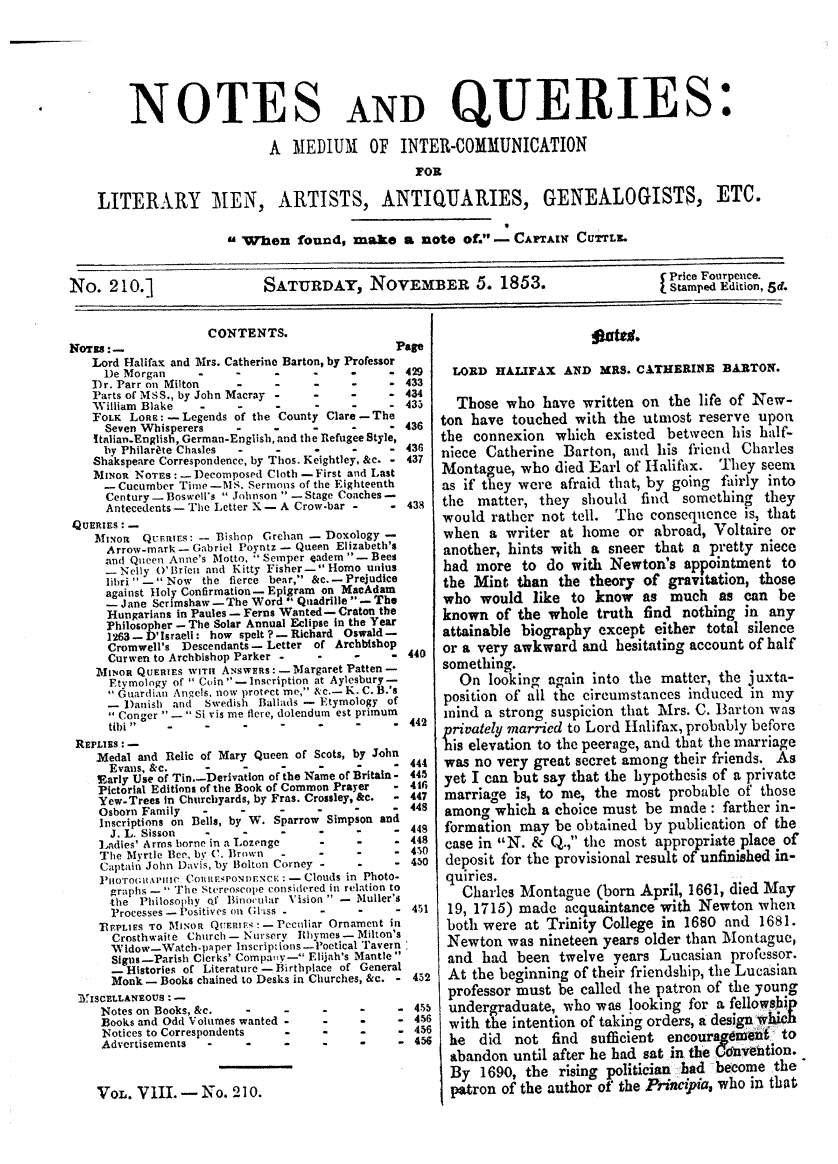 NOTES AND QUERIES:
A MEDIUM OF INTER-COMMUNICATION
FOR
LITERARY MEN, ARTISTS, ANTIQUARIES, GENEALOGISTS, ETC.
“When found, make a note of.” — CAPTAIN CUTTLE.
No. 210.] SATURDAY, NOVEMBER 5. 1853. { Price Fourpence.
{ Stamped Edition, 5d.
CONTENTS.
NOTES:— Page
Lord Halifax and Mrs. Catherine Barton, by Professor
De Morgan - - - - - - 429
Dr. Parr on Milton - - - - - 433
Parts of MSS., by John Macray - - - - 434
William Blake - - - - - - 435
FOLK LORE:—Legends of the County Clare—The
Seven Whisperers - - - - - 436
Italian-English, German-English, and the Refugee Style,
by Philarète Chasles - - - - - 436
Shakspeare Correspondence, by Thos. Keightley, &c. - 437
MINOR NOTES:—Decomposed Cloth—First and Last
—Cucumber Time—MS. Sermons of the Eighteenth
Century—Boswell's "Johnson"—Stage Coaches—
Antecedents—The Letter X—A Crow-bar - - 438
QUERIES:—
MINOR QUERIES:—Bishop Grehan—Doxology—
Arrow-mark—Gabriel Poyntz—Queen Elizabeth's
and Queen Anne's Motto, "Semper eadem"—Bees
—Nelly O'Brien and Kitty Fisher—"Homo unius
libri"—"Now the fierce bear," &c.—Prejudice
against Holy Confirmation—Epigram on MacAdam
—Jane Scrimshaw—The Word "Quadrille"—The
Hungarians in Paules—Ferns Wanted—Craton the
Philosopher—The Solar Annual Eclipse in the Year
1263—D'Israeli: how spelt?—Richard Oswald—
Cromwell's Descendants—Letter of Archbishop
Curwen to Archbishop Parker - - - - 440
MINOR QUERIES WITH ANSWERS:—Margaret Patten—
Etymology of "Coin"—Inscription at Aylesbury—
"Guardian Angels, now protect me," &c.—K. C. B.'s
—Danish and Swedish Ballads—Etymology of
"Conger"—"Si vis me flere, dolendum est primum
tibi" - - - - - - - 442
REPLIES:—
Medal and Relic of Mary Queen of Scots, by John
Evans, &c. - - - - - - 444
Early Use of Tin.—Derivation of the Name of Britain - 445
Pictorial Editions of the Book of Common Prayer - 446
Yew-Trees in Churchyards, by Fras. Crossley, &c. - 447
Osborn Family - - - - - - 448
Inscriptions on Bells, by W. Sparrow Simpson and
J. L. Sisson - - - - - - 448
Ladies' Arms borne in a Lozenge - - - 448
The Myrtle Bee, by C. Brown - - - - 450
Captain John Davis, by Bolton Corney - - - 450
PHOTOGRAPHIC CORRESPONDENCE:—Clouds in Photo-
graphs—"The Stereoscope considered in relation to
the Philosophy of Binocular Vision"—Muller's
Processes—Positives on Glass - - - - 451
REPLIES TO MINOR QUERIES:—Peculiar Ornament in
Crosthwaite Church—Nursery Rhymes—Milton's
Widow—Watch-paper Inscriptions—Poetical Tavern
Signs—Parish Clerks' Company—"Elijah's Mantle"
—Histories of Literature—Birthplace of General
Monk—Books chained to Desks in Churches, &c. - 452
MISCELLANEOUS:—
Notes on Books, &c. - - - - - 455
Books and Odd Volumes wanted - - - - 456
Notices to Correspondents - - - - 456
Advertisements - - - - - 456
VOL. VIII.—No. 210.
Notes.
LORD HALIFAX AND MRS. CATHERINE BARTON.
Those who have written on the life of New-
ton have touched with the utmost reserve upon
the connexion which existed between his half-
niece Catherine Barton, and his friend Charles
Montague, who died Earl of Halifax. They seem
as if they were afraid that, by going fairly into
the matter, they should find something they
would rather not tell. The consequence is, that
when a writer at home or abroad, Voltaire or
another, hints with a sneer that a pretty niece
had more to do with Newton's appointment to
the Mint than the theory of gravitation, those
who would like to know as much as can be
known of the whole truth find nothing in any
attainable biography except either total silence
or a very awkward and hesitating account of half
something.
On looking again into the matter, the juxta-
position of all the circumstances induced in my
mind a strong suspicion that Mrs. C. Barton was
privately married to Lord Halifax, probably before
his elevation to the peerage, and that the marriage
was no very great secret among their friends. As
yet I can but say that the hypothesis of a private
marriage is, to me, the most probable of those
among which a choice must be made: farther in-
formation may be obtained by publication of the
case in "N. & Q.," the most appropriate place of
deposit for the provisional result of unfinished in-
quiries.
Charles Montague (born April, 1661, died May
19, 1715) made acquaintance with Newton when
both were at Trinity College in 1680 and 1681.
Newton was nineteen years older than Montague,
and had been twelve years Lucasian professor.
At the beginning of their friendship, the Lucasian
professor must be called the patron of the young
undergraduate, who was looking for a fellowship
with the intention of taking orders, a design which
he did not find sufficient encouragement to
abandon until after he had sat in the Convention.
By 1690, the rising politician had become the
patron of the author of the Principia, who in that